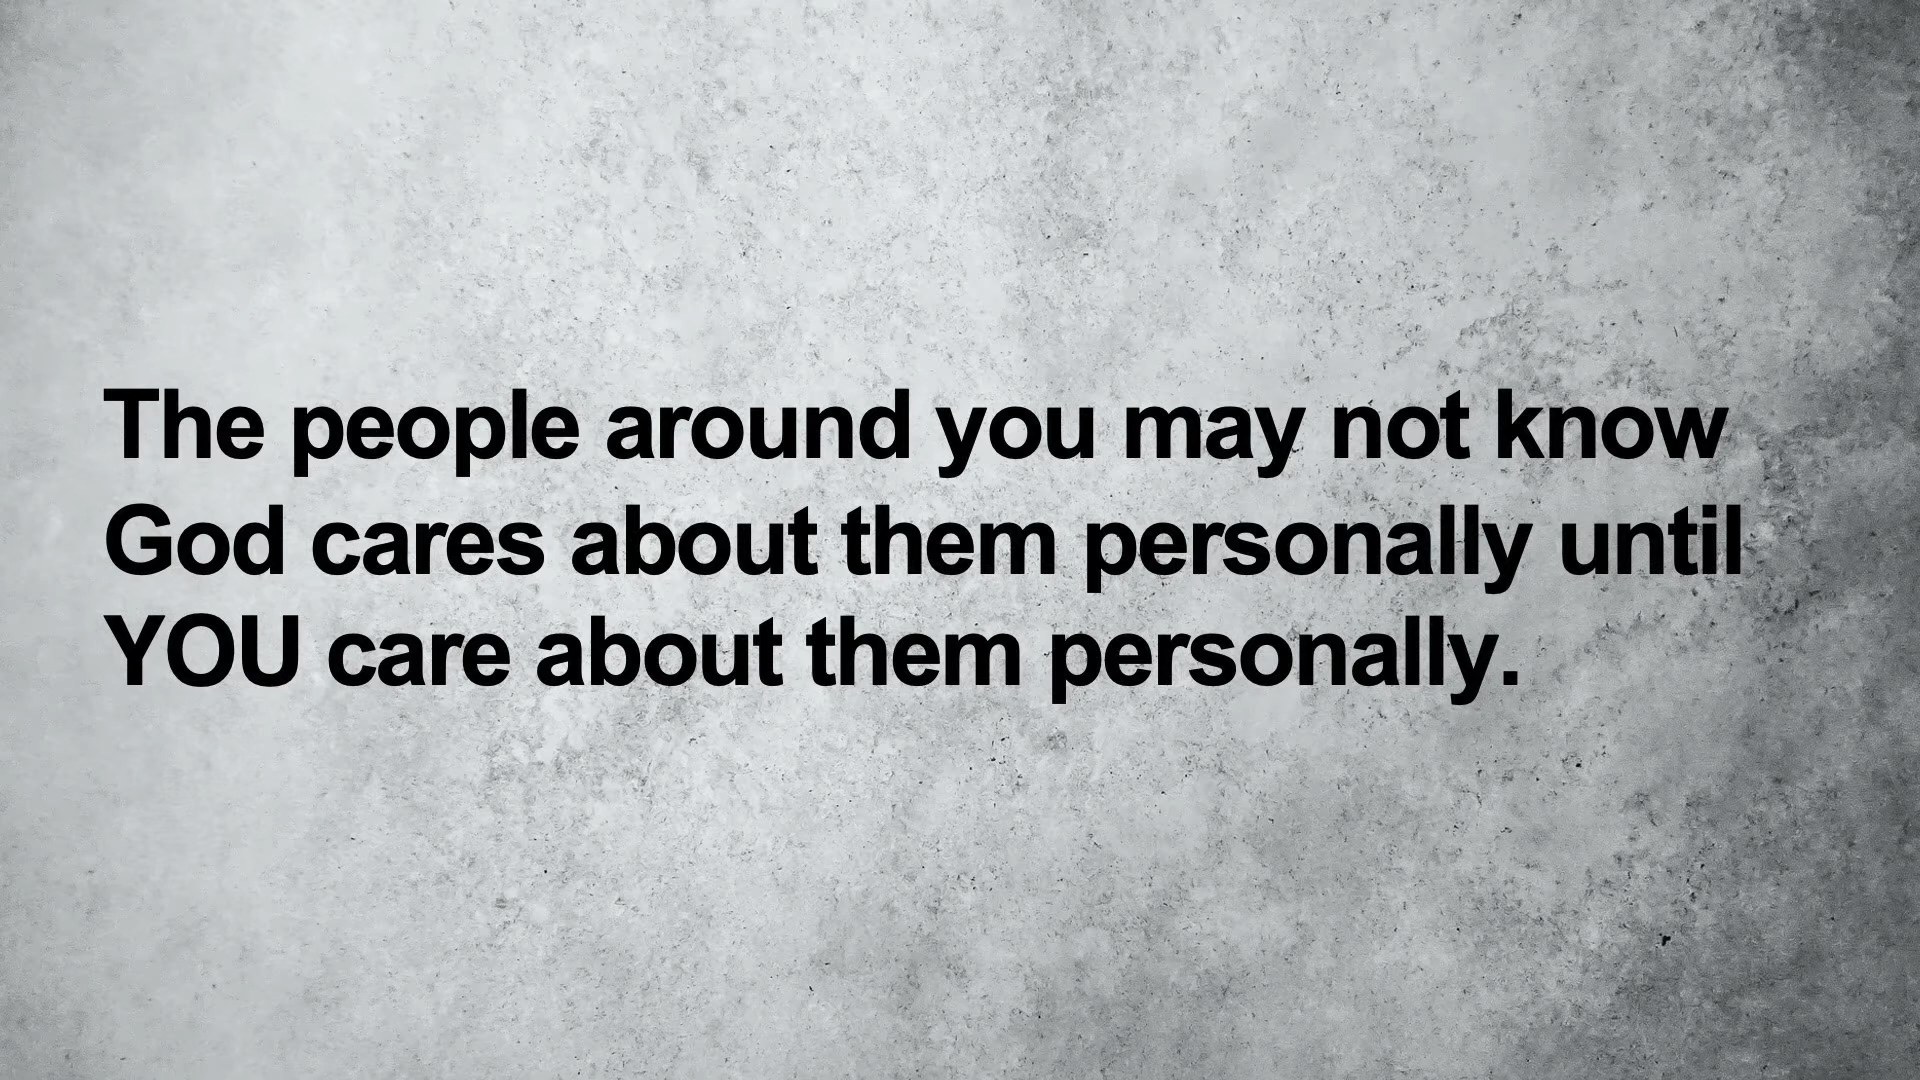 The people around you may not know
God cares about them personally until
YOU care about them personally.